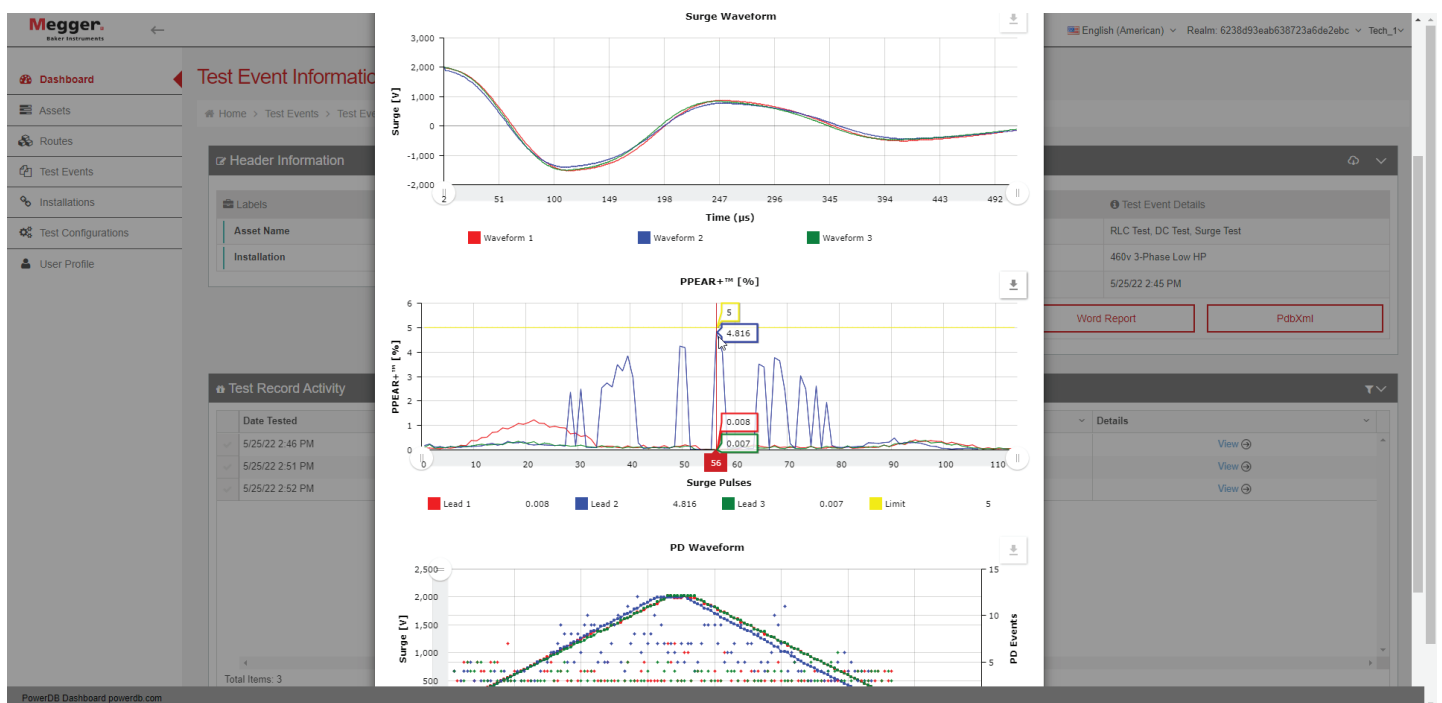 Megger.
Baker Instruments
←
English (American)
Realm: 6238d93eab638723a6de2ebc
Tech_1
Dashboard
Assets
Routes
Test Events
Installations
Test Configurations
User Profile
Test Event Informatic
Home > Test Events > Test Eve
Header Information
Labels
Asset Name
Installation
Test Event Details
RLC Test, DC Test, Surge Test
460v 3-Phase Low HP
5/25/22 2:45 PM
Word Report
PdbXml
Test Record Activity
Date Tested
Details
5/25/22 2:46 PM
View
5/25/22 2:51 PM
View
5/25/22 2:52 PM
View
Total Items: 3
PowerDB Dashboard powerdb.com
Surge Waveform
Surge [V]
3,000
2,000
1,000
0
-1,000
-2,000
2 51 100 149 198 247 296 345 394 443 492
Time (µs)
Waveform 1 Waveform 2 Waveform 3
PPEAR+™ [%]
PPEAR+™ [%]
6
5
4
3
2
1
0
5
4.816
0.008
0.007
0 10 20 30 40 50 56 60 70 80 90 100 110
Surge Pulses
Lead 1 0.008 Lead 2 4.816 Lead 3 0.007 Limit 5
PD Waveform
Surge [V]
2,500
2,000
1,500
1,000
500
15
10
5
PD Events